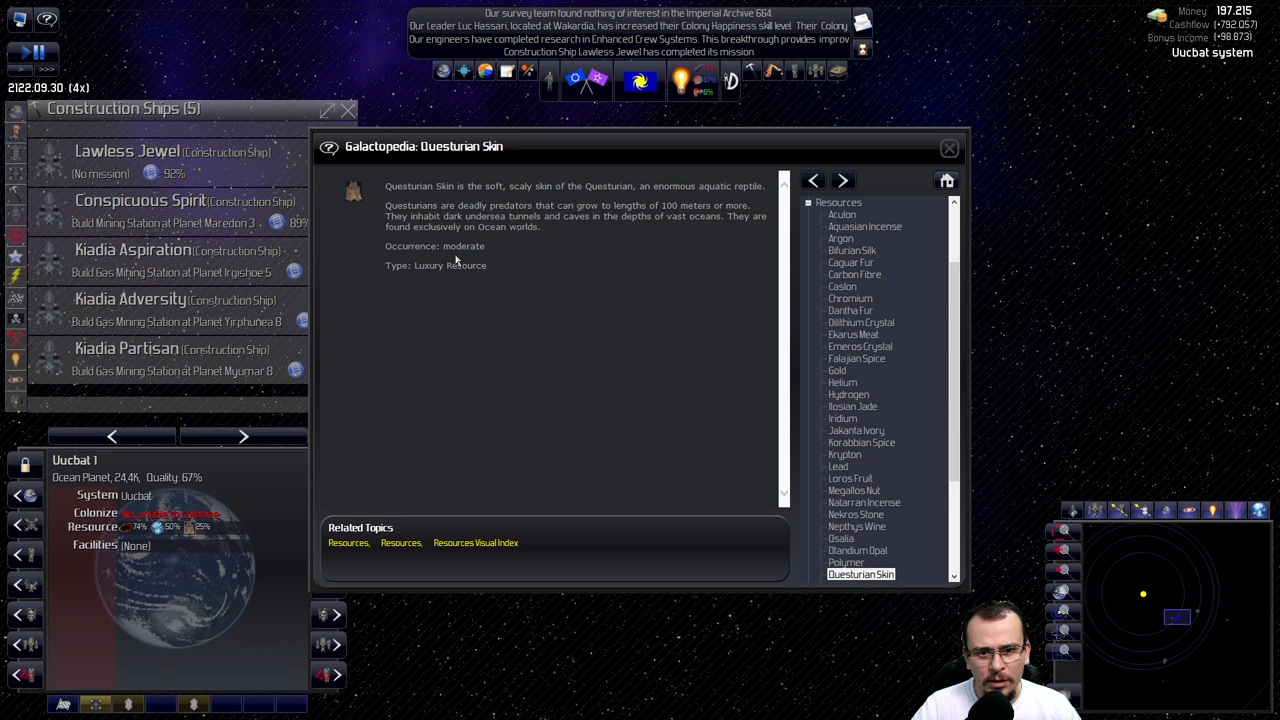 Our survey team found nothing of interest in the Imperial Archive 664.
Our Leader Luc Hassari, located at Wakardia, has increased their Colony Happiness skill level. Their Colony
Our engineers have completed research in Enhanced Crew Systems. This breakthrough provides improv
Construction Ship Lawless Jewel has completed its mission
Money 197.215
Cashflow (+792.057)
Bonus Income (+98.873)
Uucbat system
>
>>>
2122.09.30 (4x)
Construction Ships (5)
Lawless Jewel (Construction Ship)
(No mission) 92%
Conspicuous Spirit (Construction Ship)
Build Mining Station at Planet Maredon 3 89%
Kiadia Aspiration (Construction Ship)
Build Gas Mining Station at Planet Irgishoe 5
Kiadia Adversity (Construction Ship)
Build Gas Mining Station at Planet Yirphunea 8
Kiadia Partisan (Construction Ship)
Build Gas Mining Station at Planet Myumar 8
Galactopedia: Questurian Skin
Questurian Skin is the soft, scaly skin of the Questurian, an enormous aquatic reptile.
Questurians are deadly predators that can grow to lengths of 100 meters or more.
They inhabit dark undersea tunnels and caves in the depths of vast oceans. They are
found exclusively on Ocean worlds.
Occurrence: moderate
Type: Luxury Resource
Related Topics
Resources, Resources, Resources Visual Index
Resources
Aculon
Aquasian Incense
Argon
Bifurian Silk
Caguar Fur
Carbon Fibre
Caslon
Chromium
Dantha Fur
Dilithium Crystal
Ekarus Meat
Emeros Crystal
Falajian Spice
Gold
Helium
Hydrogen
Ilosian Jade
Iridium
Jakanta Ivory
Korabbian Spice
Krypton
Lead
Loros Fruit
Megallos Nut
Natarran Incense
Nekros Stone
Nepthys Wine
Osalia
Otandium Opal
Polymer
Questurian Skin
Uucbat 1
Ocean Planet, 24,4K, Quality: 67%
System Uucbat
Colonize No, unable to colonize
Resource 74% 50% 25%
Facilities (None)